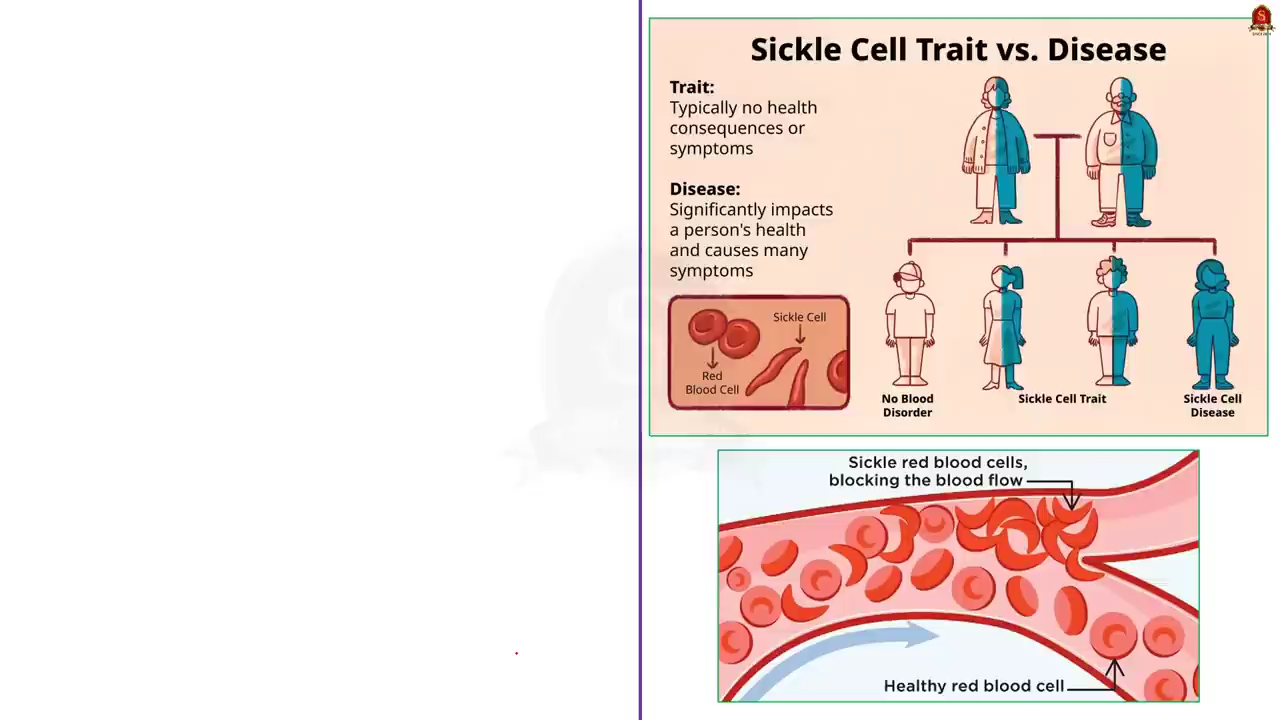 Sickle Cell Trait vs. Disease
Trait:
Typically no health
consequences or
symptoms
Disease:
Significantly impacts
a person's health
and causes many
symptoms
Sickle Cell
Red
Blood Cell
No Blood
Disorder
Sickle Cell Trait
Sickle Cell
Disease
Sickle red blood cells,
blocking the blood flow
Healthy red blood cell